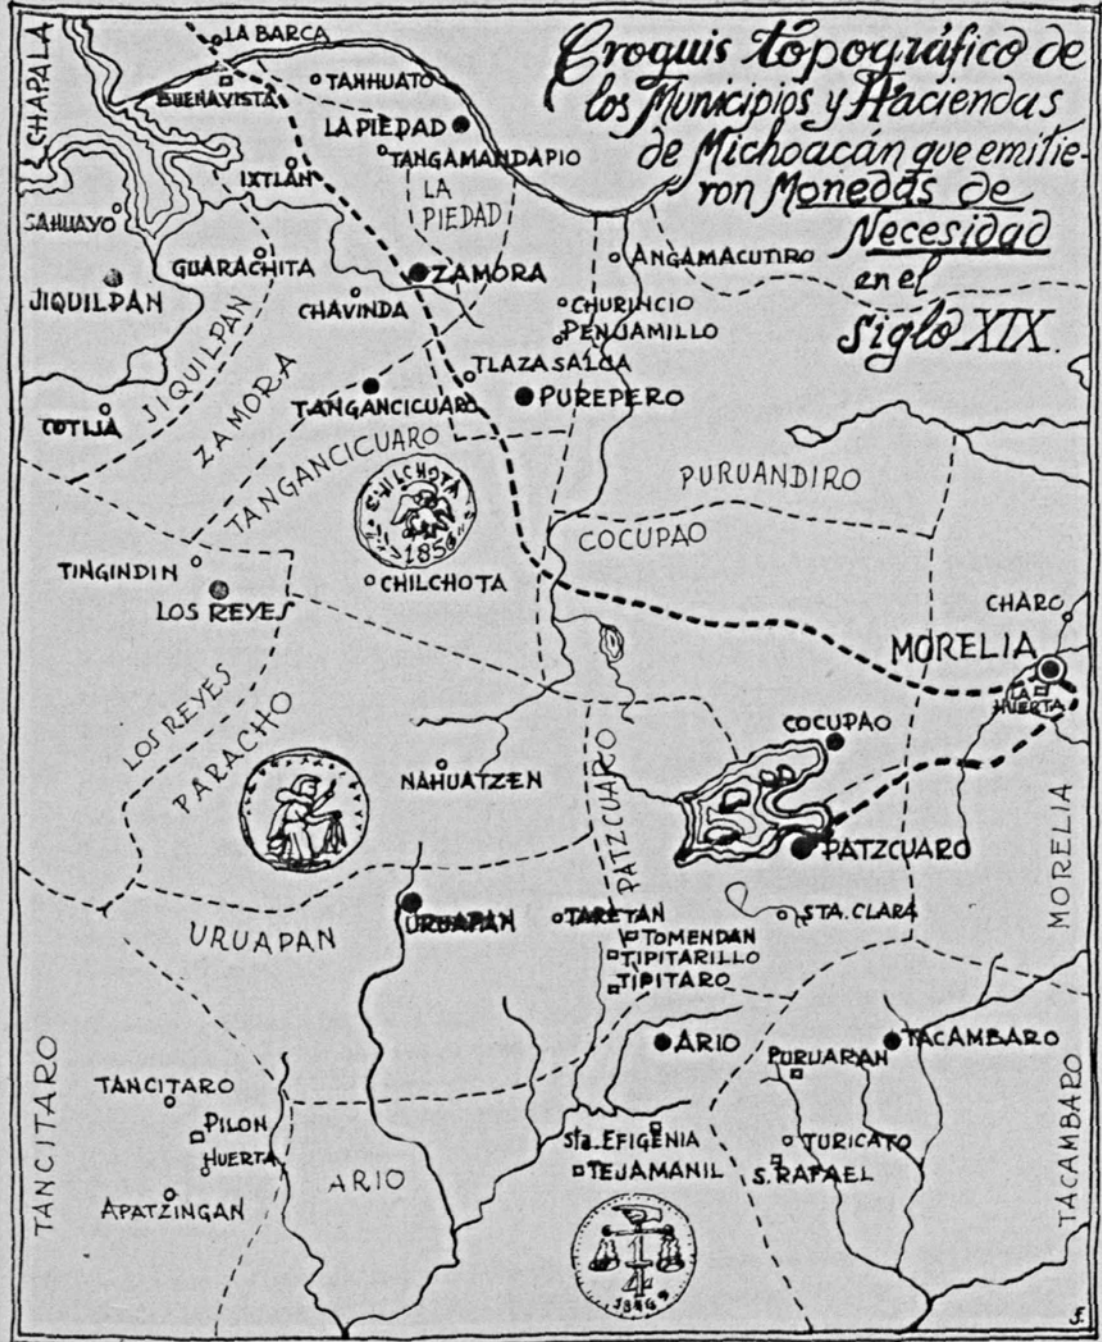 Croquis topográfico de
los Municipios y Haciendas
de Michoacán que emitie-
ron Monedas de
Necesidad
en el
Siglo XIX.
CHAPALA
LA BARCA
BUENAVISTA
TANHUATO
LA PIEDAD
TANGAMANDAPIO
IXTLAN
LA
PIEDAD
SAHUAYO
GUARACHITA
ZAMORA
ANGAMACUTIRO
JIQUILPAN
CHAVINDA
CHURINCIO
PENJAMILLO
JIQUILPAN
ZAMORA
TLAZASALCA
TANGANCICUARO
PUREPERO
COTIJA
TANGANCICUARO
PURUANDIRO
CHILCHOTA
1856
COCUPAO
TINGINDIN
CHILCHOTA
LOS REYES
CHARO
MORELIA
LA
HUERTA
LOS REYES
PARACHO
COCUPAO
NAHUATZEN
PATZCUARO
PATZCUARO
MORELIA
URUAPAN
URUAPAN
TARETAN
STA. CLARA
TOMENDAN
TIPITARILLO
TIPITARO
ARIO
TACAMBARO
PURUARAN
TANCITARO
TANCITARO
PILON
HUERTA
Sta. EFIGENIA
TURICATO
TEJAMANIL
S. RAFAEL
ARIO
APATZINGAN
TACAMBARO
1/4
S.